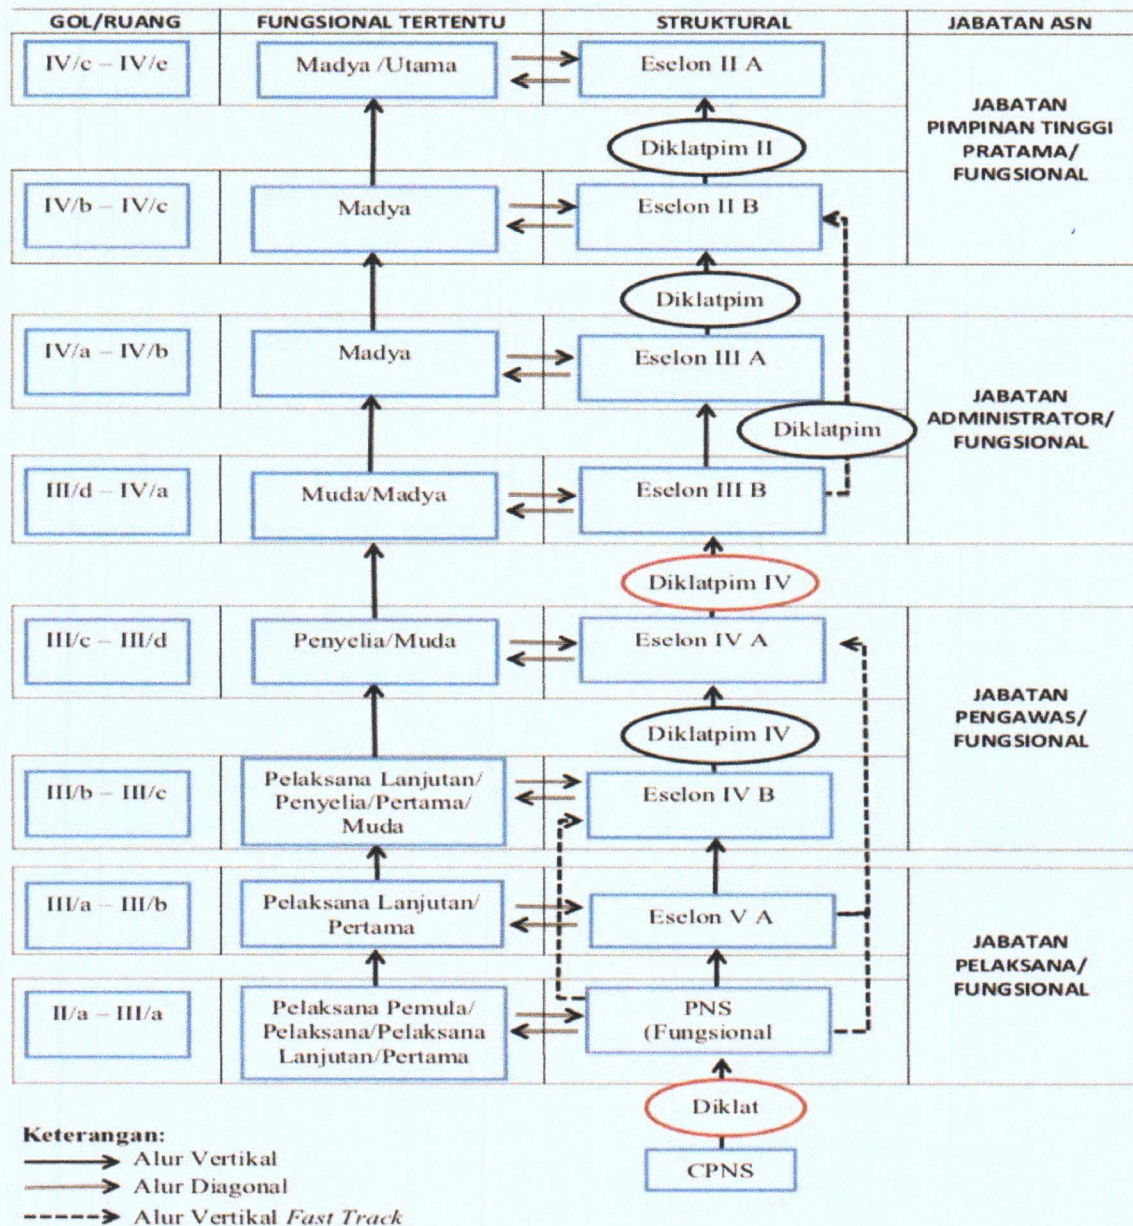 GOL/RUANG FUNGSIONAL TERTENTU STRUKTURAL JABATAN ASN
IV/c – IV/e
Madya /Utama
Eselon II A
JABATAN
PIMPINAN TINGGI
PRATAMA/
FUNGSIONAL
Diklatpim II
IV/b – IV/c
Madya
Eselon II B
Diklatpim
IV/a – IV/b
Madya
Eselon III A
JABATAN
ADMINISTRATOR/
FUNGSIONAL
Diklatpim
III/d – IV/a
Muda/Madya
Eselon III B
Diklatpim IV
III/c – III/d
Penyelia/Muda
Eselon IV A
JABATAN
PENGAWAS/
FUNGSIONAL
Diklatpim IV
III/b – III/c
Pelaksana Lanjutan/
Penyelia/Pertama/
Muda
Eselon IV B
III/a – III/b
Pelaksana Lanjutan/
Pertama
Eselon V A
JABATAN
PELAKSANA/
FUNGSIONAL
II/a – III/a
Pelaksana Pemula/
Pelaksana/Pelaksana
Lanjutan/Pertama
PNS
(Fungsional
Diklat
CPNS
Keterangan:
Alur Vertikal
Alur Diagonal
Alur Vertikal Fast Track